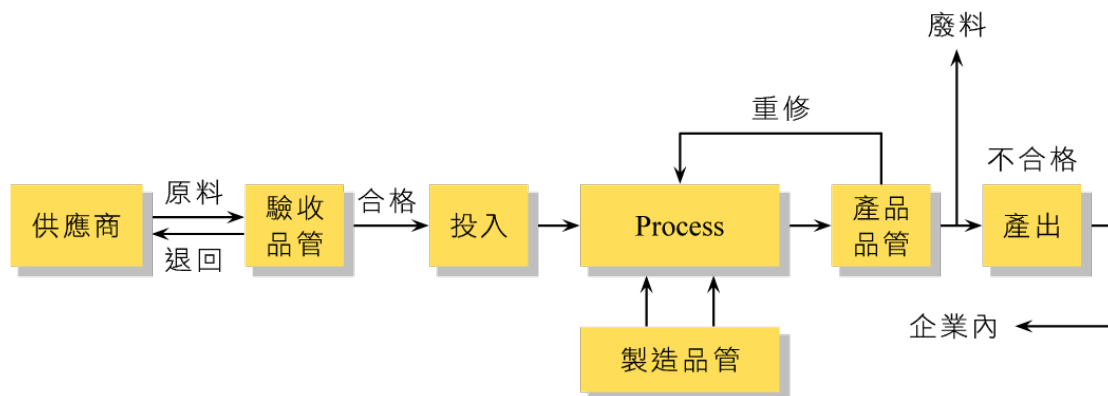 廢料
重修
不合格
供應商
原料
退回
驗收
品管
合格
投入
Process
產品
品管
產出
製造品管
企業內